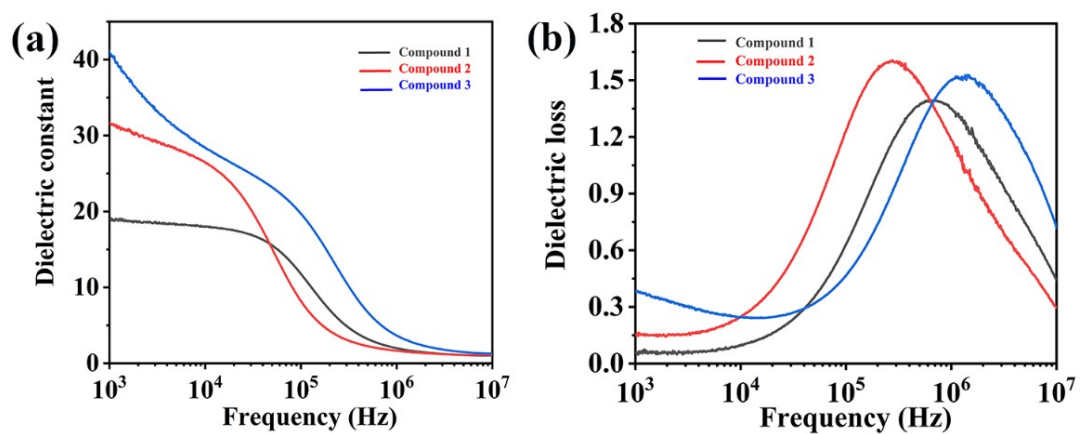 (a)
Dielectric constant
40
30
20
10
0
Compound 1
Compound 2
Compound 3
10³
10⁴
10⁵
10⁶
10⁷
Frequency (Hz)
(b)
Dielectric loss
1.8
1.5
1.2
0.9
0.6
0.3
0.0
Compound 1
Compound 2
Compound 3
10³
10⁴
10⁵
10⁶
10⁷
Frequency (Hz)